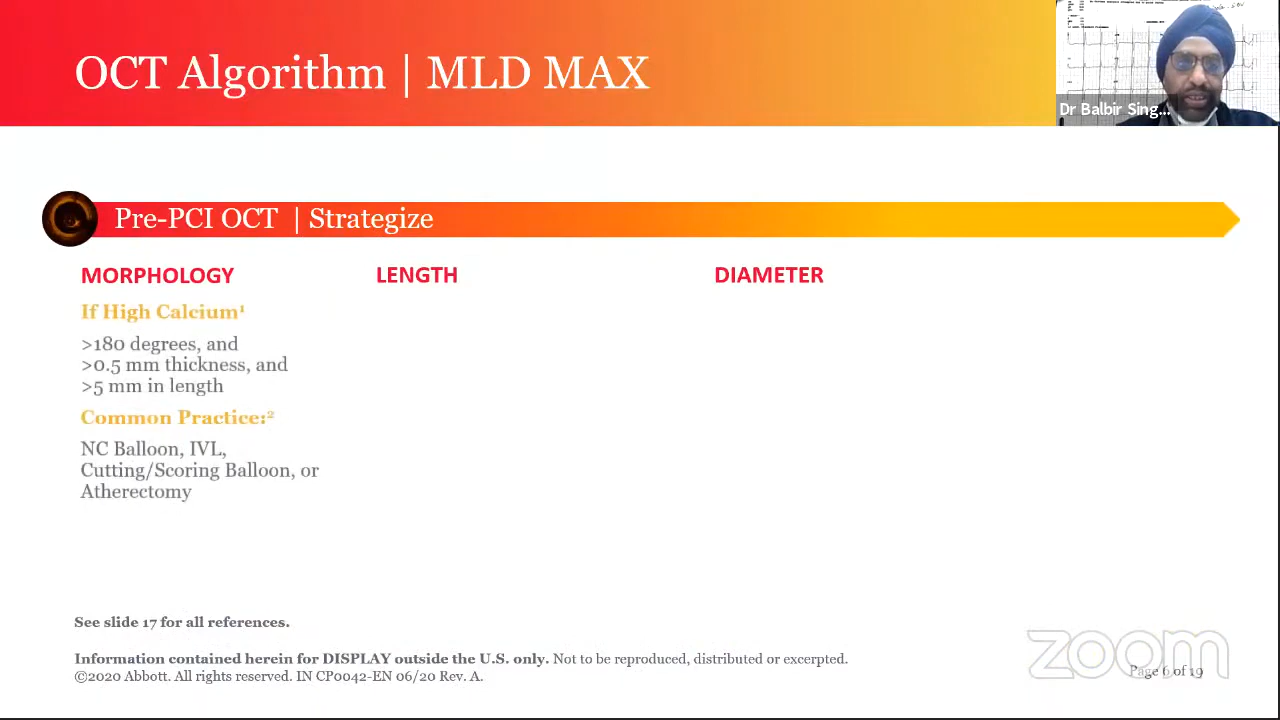 OCT Algorithm | MLD MAX
Dr Balbir Sing...
Pre-PCI OCT | Strategize
MORPHOLOGY
LENGTH
DIAMETER
If High Calcium¹
>180 degrees, and
>0.5 mm thickness, and
>5 mm in length
Common Practice:²
NC Balloon, IVL,
Cutting/Scoring Balloon, or
Atherectomy
See slide 17 for all references.
Information contained herein for DISPLAY outside the U.S. only. Not to be reproduced, distributed or excerpted.
©2020 Abbott. All rights reserved. IN CP0042-EN 06/20 Rev. A.
zoom
Page 6 of 19